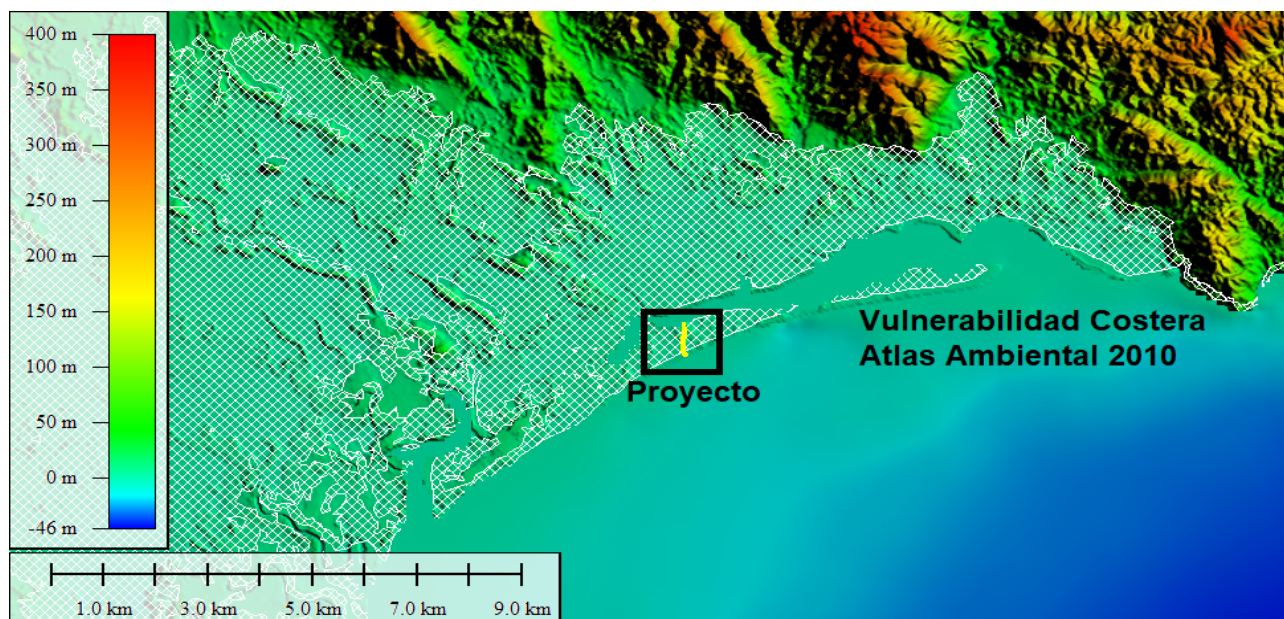 400 m
350 m
300 m
250 m
200 m
150 m
100 m
50 m
0 m
-46 m
Vulnerabilidad Costera
Atlas Ambiental 2010
Proyecto
1.0 km 3.0 km 5.0 km 7.0 km 9.0 km